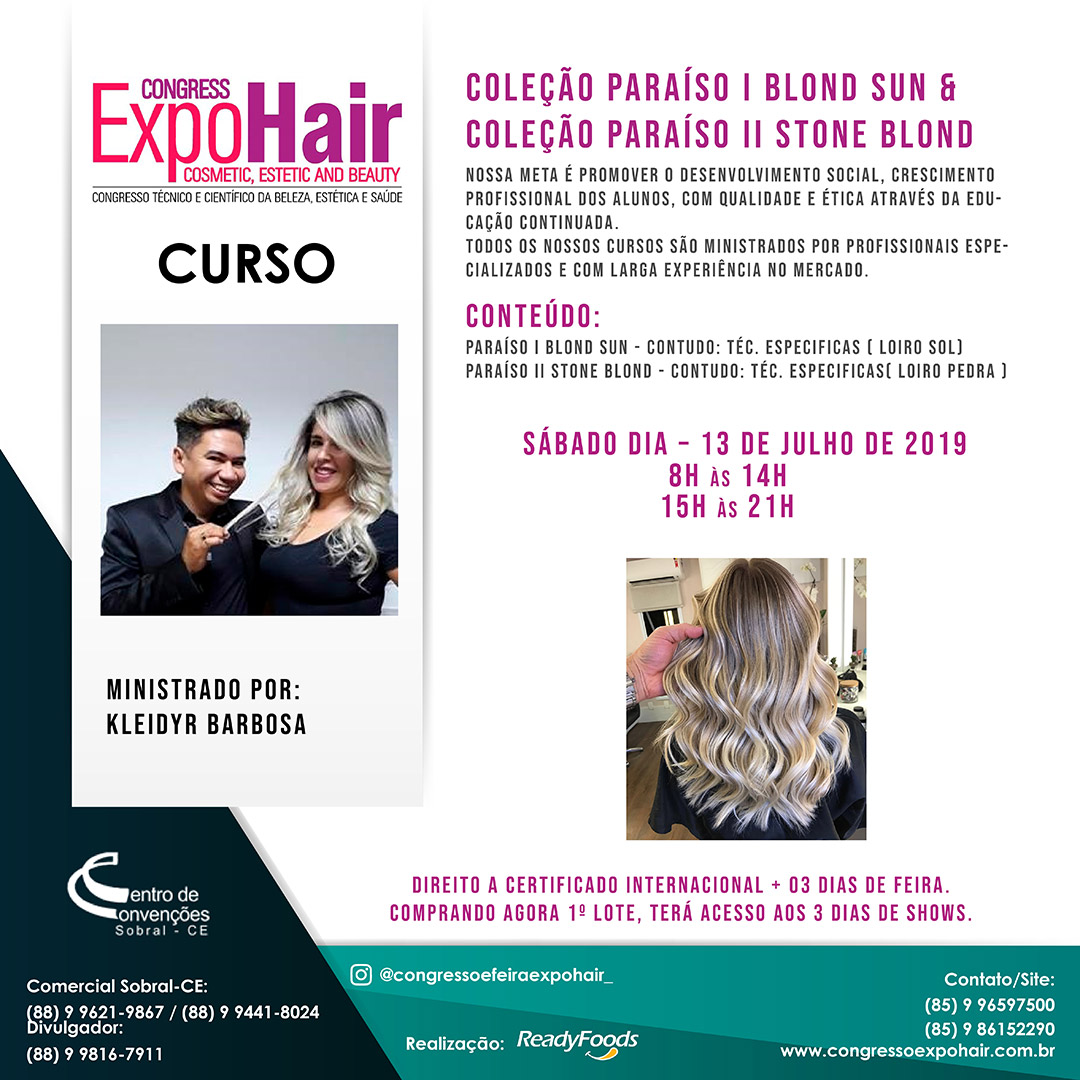 CONGRESS
ExpoHair
COSMETIC, ESTETIC AND BEAUTY
CONGRESSO TÉCNICO E CIENTÍFICO DA BELEZA, ESTÉTICA E SAÚDE
CURSO
MINISTRADO POR:
KLEIDYR BARBOSA
COLEÇÃO PARAÍSO I BLOND SUN &
COLEÇÃO PARAÍSO II STONE BLOND
NOSSA META É PROMOVER O DESENVOLVIMENTO SOCIAL, CRESCIMENTO
PROFISSIONAL DOS ALUNOS, COM QUALIDADE E ÉTICA ATRAVÉS DA EDU-
CAÇÃO CONTINUADA.
TODOS OS NOSSOS CURSOS SÃO MINISTRADOS POR PROFISSIONAIS ESPE-
CIALIZADOS E COM LARGA EXPERIÊNCIA NO MERCADO.
CONTEÚDO:
PARAÍSO I BLOND SUN - CONTUDO: TÉC. ESPECIFICAS ( LOIRO SOL)
PARAÍSO II STONE BLOND - CONTUDO: TÉC. ESPECIFICAS( LOIRO PEDRA )
SÁBADO DIA – 13 DE JULHO DE 2019
8H ÀS 14H
15H ÀS 21H
DIREITO A CERTIFICADO INTERNACIONAL + 03 DIAS DE FEIRA.
COMPRANDO AGORA 1º LOTE, TERÁ ACESSO AOS 3 DIAS DE SHOWS.
Centro de
Convenções
Sobral - CE
Comercial Sobral-CE:
(88) 9 9621-9867 / (88) 9 9441-8024
Divulgador:
(88) 9 9816-7911
@congressoefeiraexpohair_
Realização: ReadyFoods
Contato/Site:
(85) 9 96597500
(85) 9 86152290
www.congressoexpohair.com.br